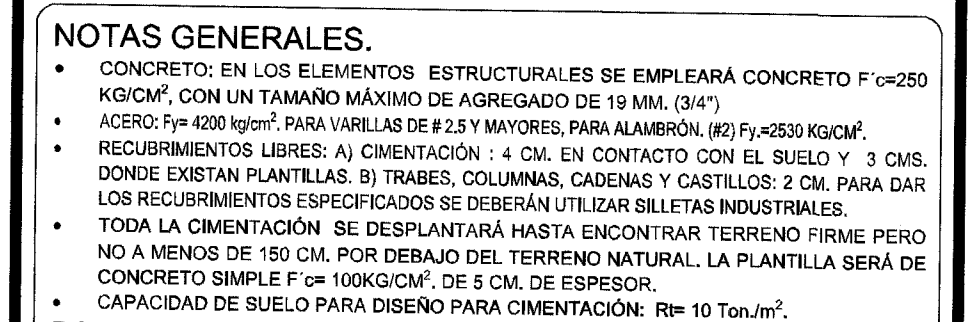 NOTAS GENERALES.
• CONCRETO: EN LOS ELEMENTOS ESTRUCTURALES SE EMPLEARÁ CONCRETO F´c=250
KG/CM², CON UN TAMAÑO MÁXIMO DE AGREGADO DE 19 MM. (3/4")
• ACERO: Fy= 4200 kg/cm². PARA VARILLAS DE # 2.5 Y MAYORES, PARA ALAMBRÓN. (#2) Fy.=2530 KG/CM².
• RECUBRIMIENTOS LIBRES: A) CIMENTACIÓN : 4 CM. EN CONTACTO CON EL SUELO Y 3 CMS.
DONDE EXISTAN PLANTILLAS. B) TRABES, COLUMNAS, CADENAS Y CASTILLOS: 2 CM. PARA DAR
LOS RECUBRIMIENTOS ESPECIFICADOS SE DEBERÁN UTILIZAR SILLETAS INDUSTRIALES.
• TODA LA CIMENTACIÓN SE DESPLANTARÁ HASTA ENCONTRAR TERRENO FIRME PERO
NO A MENOS DE 150 CM. POR DEBAJO DEL TERRENO NATURAL. LA PLANTILLA SERÁ DE
CONCRETO SIMPLE F´c= 100KG/CM². DE 5 CM. DE ESPESOR.
• CAPACIDAD DE SUELO PARA DISEÑO PARA CIMENTACIÓN: Rt= 10 Ton./m².